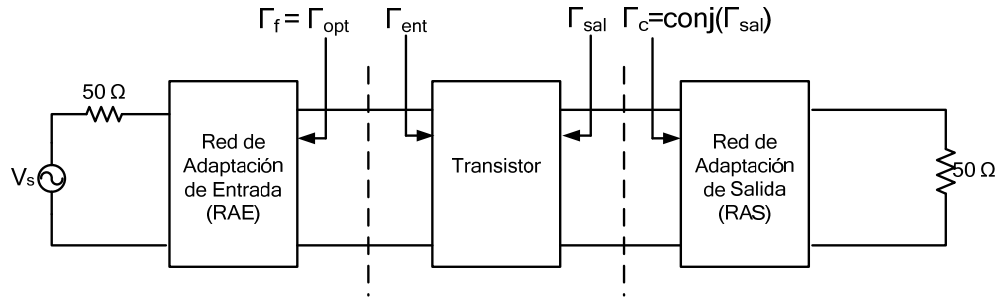 Γf = Γopt
Γent
Γsal
Γc=conj(Γsal)
50 Ω
Vs
Red de
Adaptación
de Entrada
(RAE)
Transistor
Red de
Adaptación
de Salida
(RAS)
50 Ω